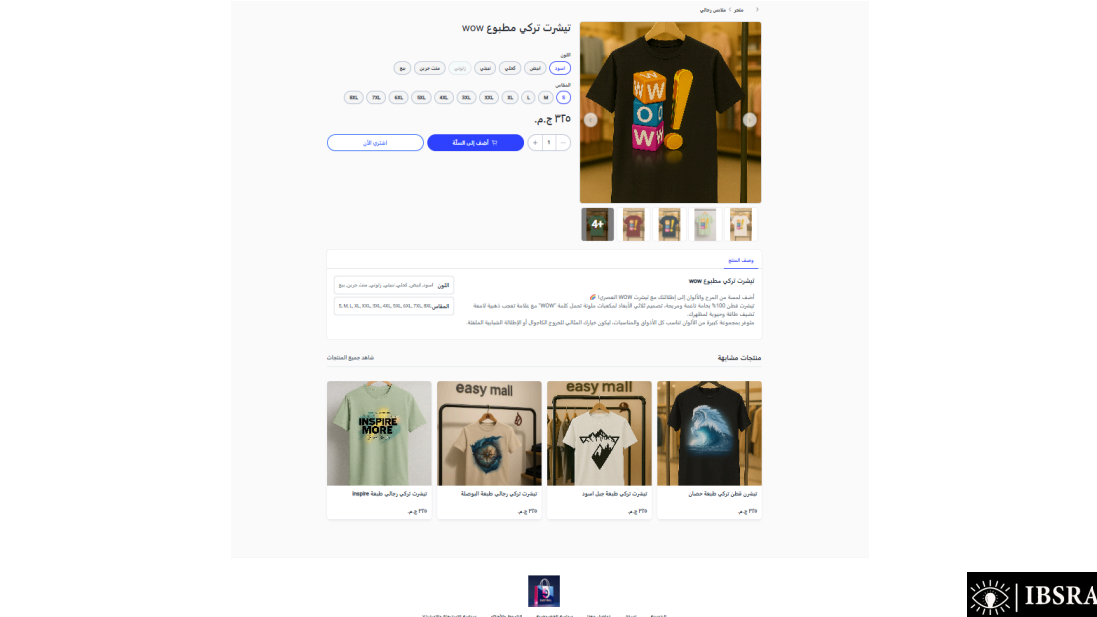 متجر
ملابس رجالي
تيشرت تركي مطبوع wow
اللون
اسود
ابيض
كحلي
نبيتي
زيتوني
منت جرين
بيج
المقاس
S
M
L
XL
XXL
3XL
4XL
5XL
6XL
7XL
8XL
٣٢٥ ج.م.
1
أضف إلى السلّة
اشتري الآن
W W
O
W
4+
وصف المنتج
تيشرت تركي مطبوع wow
أضف لمسة من المرح والألوان إلى إطلالتك مع تيشرت WOW العصري!
تيشرت قطن 100% بخامة ناعمة ومريحة، تصميم ثلاثي الأبعاد لمكعبات ملونة تحمل كلمة "WOW" مع علامة تعجب ذهبية لامعة
تضيف طاقة وحيوية لمظهرك.
متوفر بمجموعة كبيرة من الألوان تناسب كل الأذواق والمناسبات، ليكون خيارك المثالي للخروج الكاجوال أو الإطلالة الشبابية الملفتة.
اللون اسود, ابيض, كحلي, نبيتي, زيتوني, منت جرين, بيج
المقاس S, M, L, XL, XXL, 3XL, 4XL, 5XL, 6XL, 7XL, 8XL
منتجات مشابهة
شاهد جميع المنتجات
easy mall
easy mall
INSPIRE
MORE
تيشرت قطن تركي طبعة حصان
٣٢٥ ج.م.
تيشرت تركي طبعة جبل اسود
٣٢٥ ج.م.
تيشرت تركي رجالي طبعة البوصلة
٣٢٥ ج.م.
تيشرت تركي رجالي طبعة inspire
٣٢٥ ج.م.
IBSRA